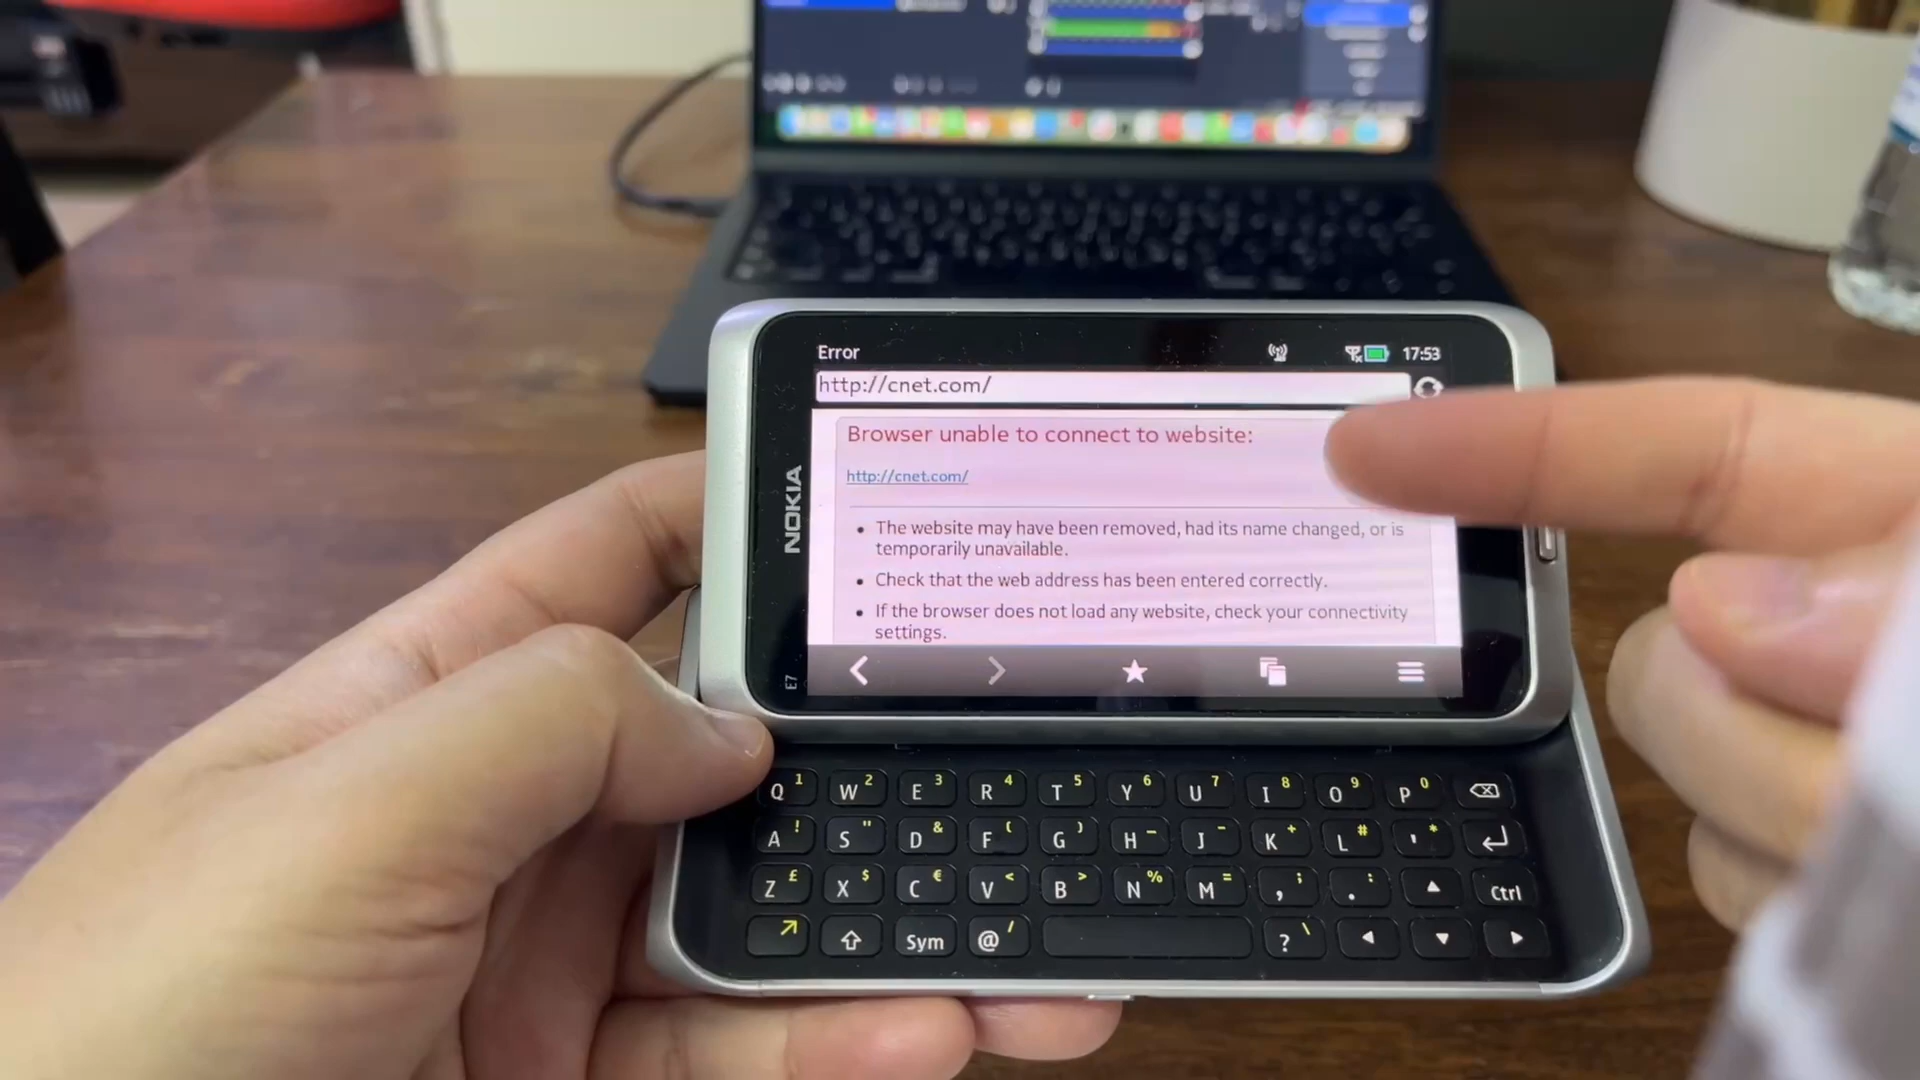 Error
17:53
http://cnet.com/
Browser unable to connect to website:
http://cnet.com/
• The website may have been removed, had its name changed, or is
temporarily unavailable.
• Check that the web address has been entered correctly.
• If the browser does not load any website, check your connectivity
settings.
NOKIA
E7
Q 1 W 2 E 3 R 4 T 5 Y 6 U 7 I 8 O 9 P 0
A ! S " D & F ( G ) H – J - K + L # ' *
Z £ X $ C € V < B > N % M = , ; . : Ctrl
Sym @ / ? \